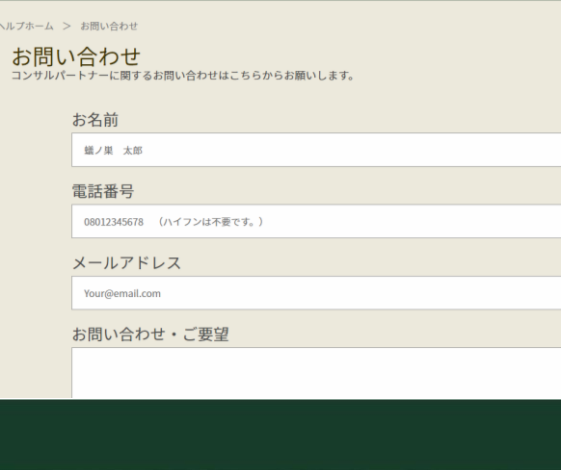 ヘルプホーム ＞ お問い合わせ
お問い合わせ
コンサルパートナーに関するお問い合わせはこちらからお願いします。
お名前
蟻ノ巣　太郎
電話番号
08012345678　（ハイフンは不要です。）
メールアドレス
Your@email.com
お問い合わせ・ご要望